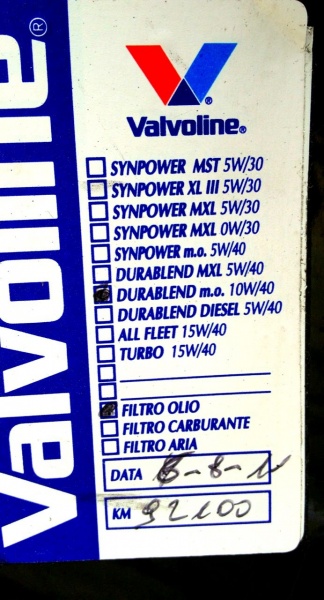 Valvoline®
Valvoline®
SYNPOWER MST 5W/30
SYNPOWER XL III 5W/30
SYNPOWER MXL 5W/30
SYNPOWER MXL 0W/30
SYNPOWER m.o. 5W/40
DURABLEND MXL 5W/40
DURABLEND m.o. 10W/40
DURABLEND DIESEL 5W/40
ALL FLEET 15W/40
TURBO 15W/40
FILTRO OLIO
FILTRO CARBURANTE
FILTRO ARIA
DATA
KM 92100